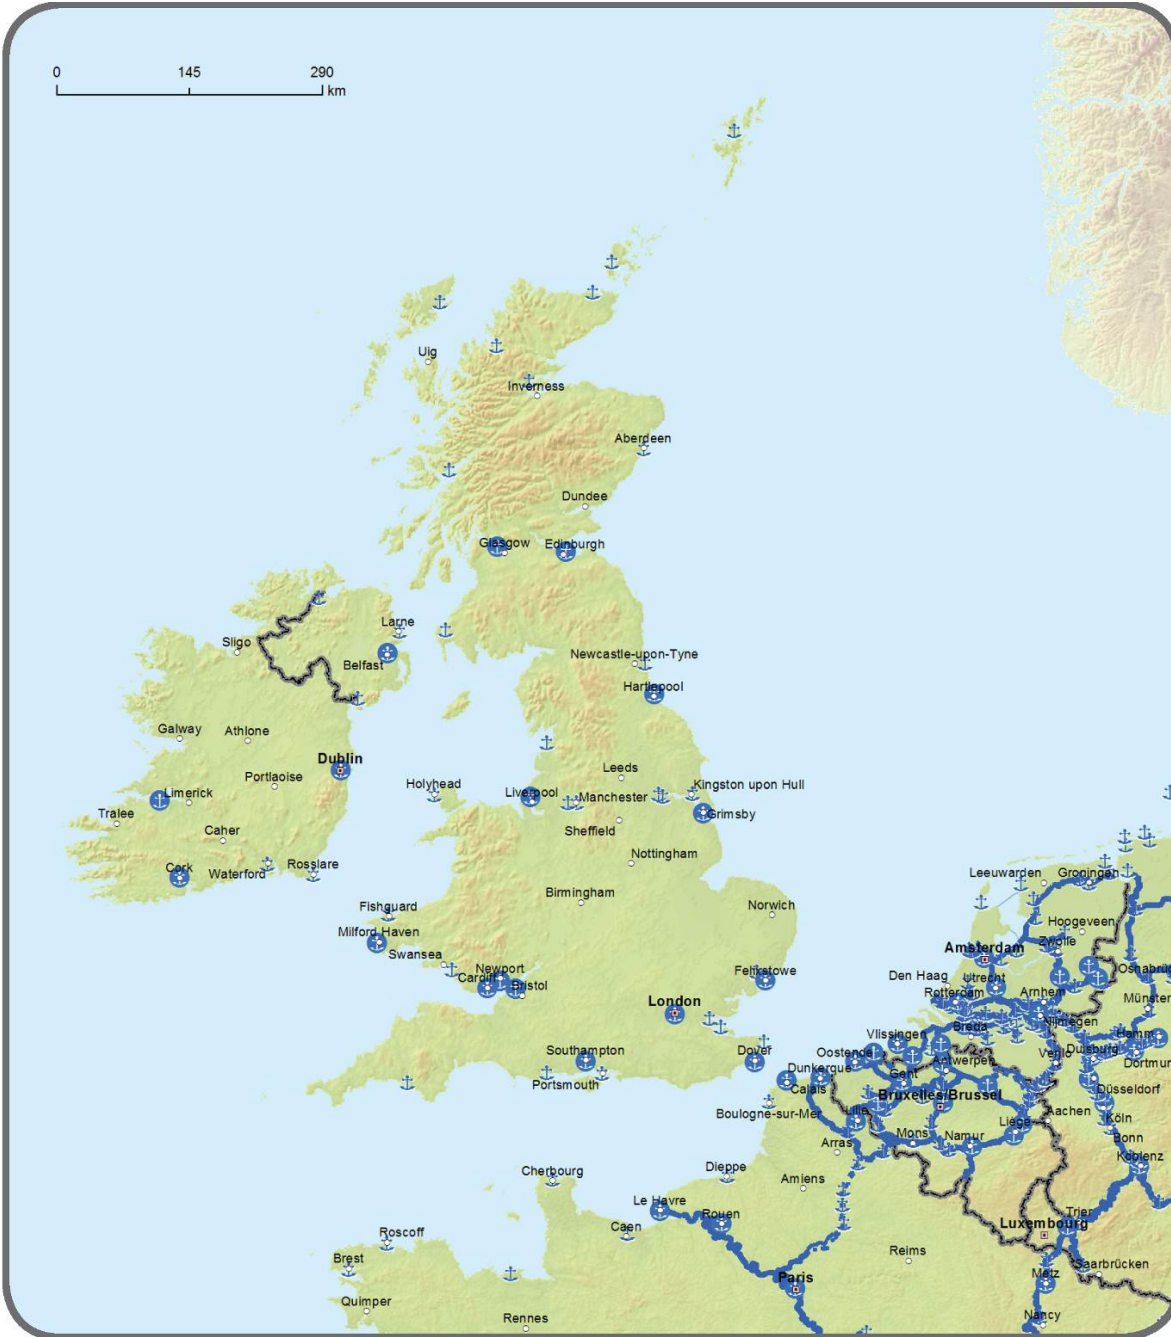 0 145 290
km
Uig
Inverness
Aberdeen
Dundee
Glasgow
Edinburgh
Larne
Sligo
Belfast
Newcastle-upon-Tyne
Hartlepool
Galway
Athlone
Dublin
Portlaoise
Limerick
Tralee
Caher
Cork
Waterford
Rosslare
Holyhead
Liverpool
Leeds
Manchester
Kingston upon Hull
Grimsby
Sheffield
Nottingham
Birmingham
Norwich
Fishguard
Milford Haven
Swansea
Newport
Cardiff
Bristol
Felixstowe
London
Southampton
Portsmouth
Dover
Leeuwarden
Groningen
Hoogeveen
Zwolle
Amsterdam
Den Haag
Utrecht
Osnabrüc
Rotterdam
Arnhem
Münster
Nijmegen
Breda
Vlissingen
Hamm
Duisburg
Venlo
Dortmun
Oostende
Antwerpen
Dunkerque
Gent
Calais
Düsseldorf
Bruxelles/Brussel
Boulogne-sur-Mer
Lille
Aachen
Köln
Liège
Mons
Namur
Bonn
Arras
Koblenz
Cherbourg
Dieppe
Amiens
Le Havre
Rouen
Caen
Trier
Luxembourg
Roscoff
Brest
Reims
Saarbrücken
Metz
Paris
Quimper
Rennes
Nancy